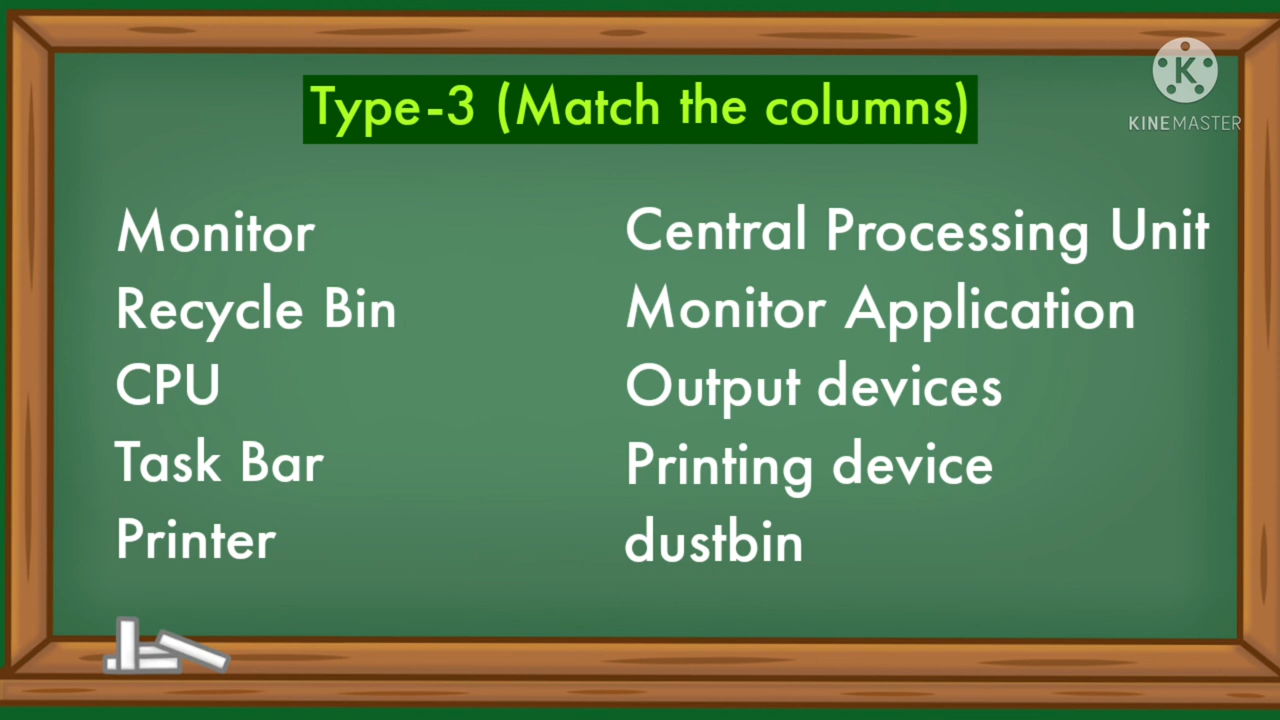 Type-3 (Match the columns)
KINEMASTER
Monitor Central Processing Unit
Recycle Bin Monitor Application
CPU Output devices
Task Bar Printing device
Printer dustbin